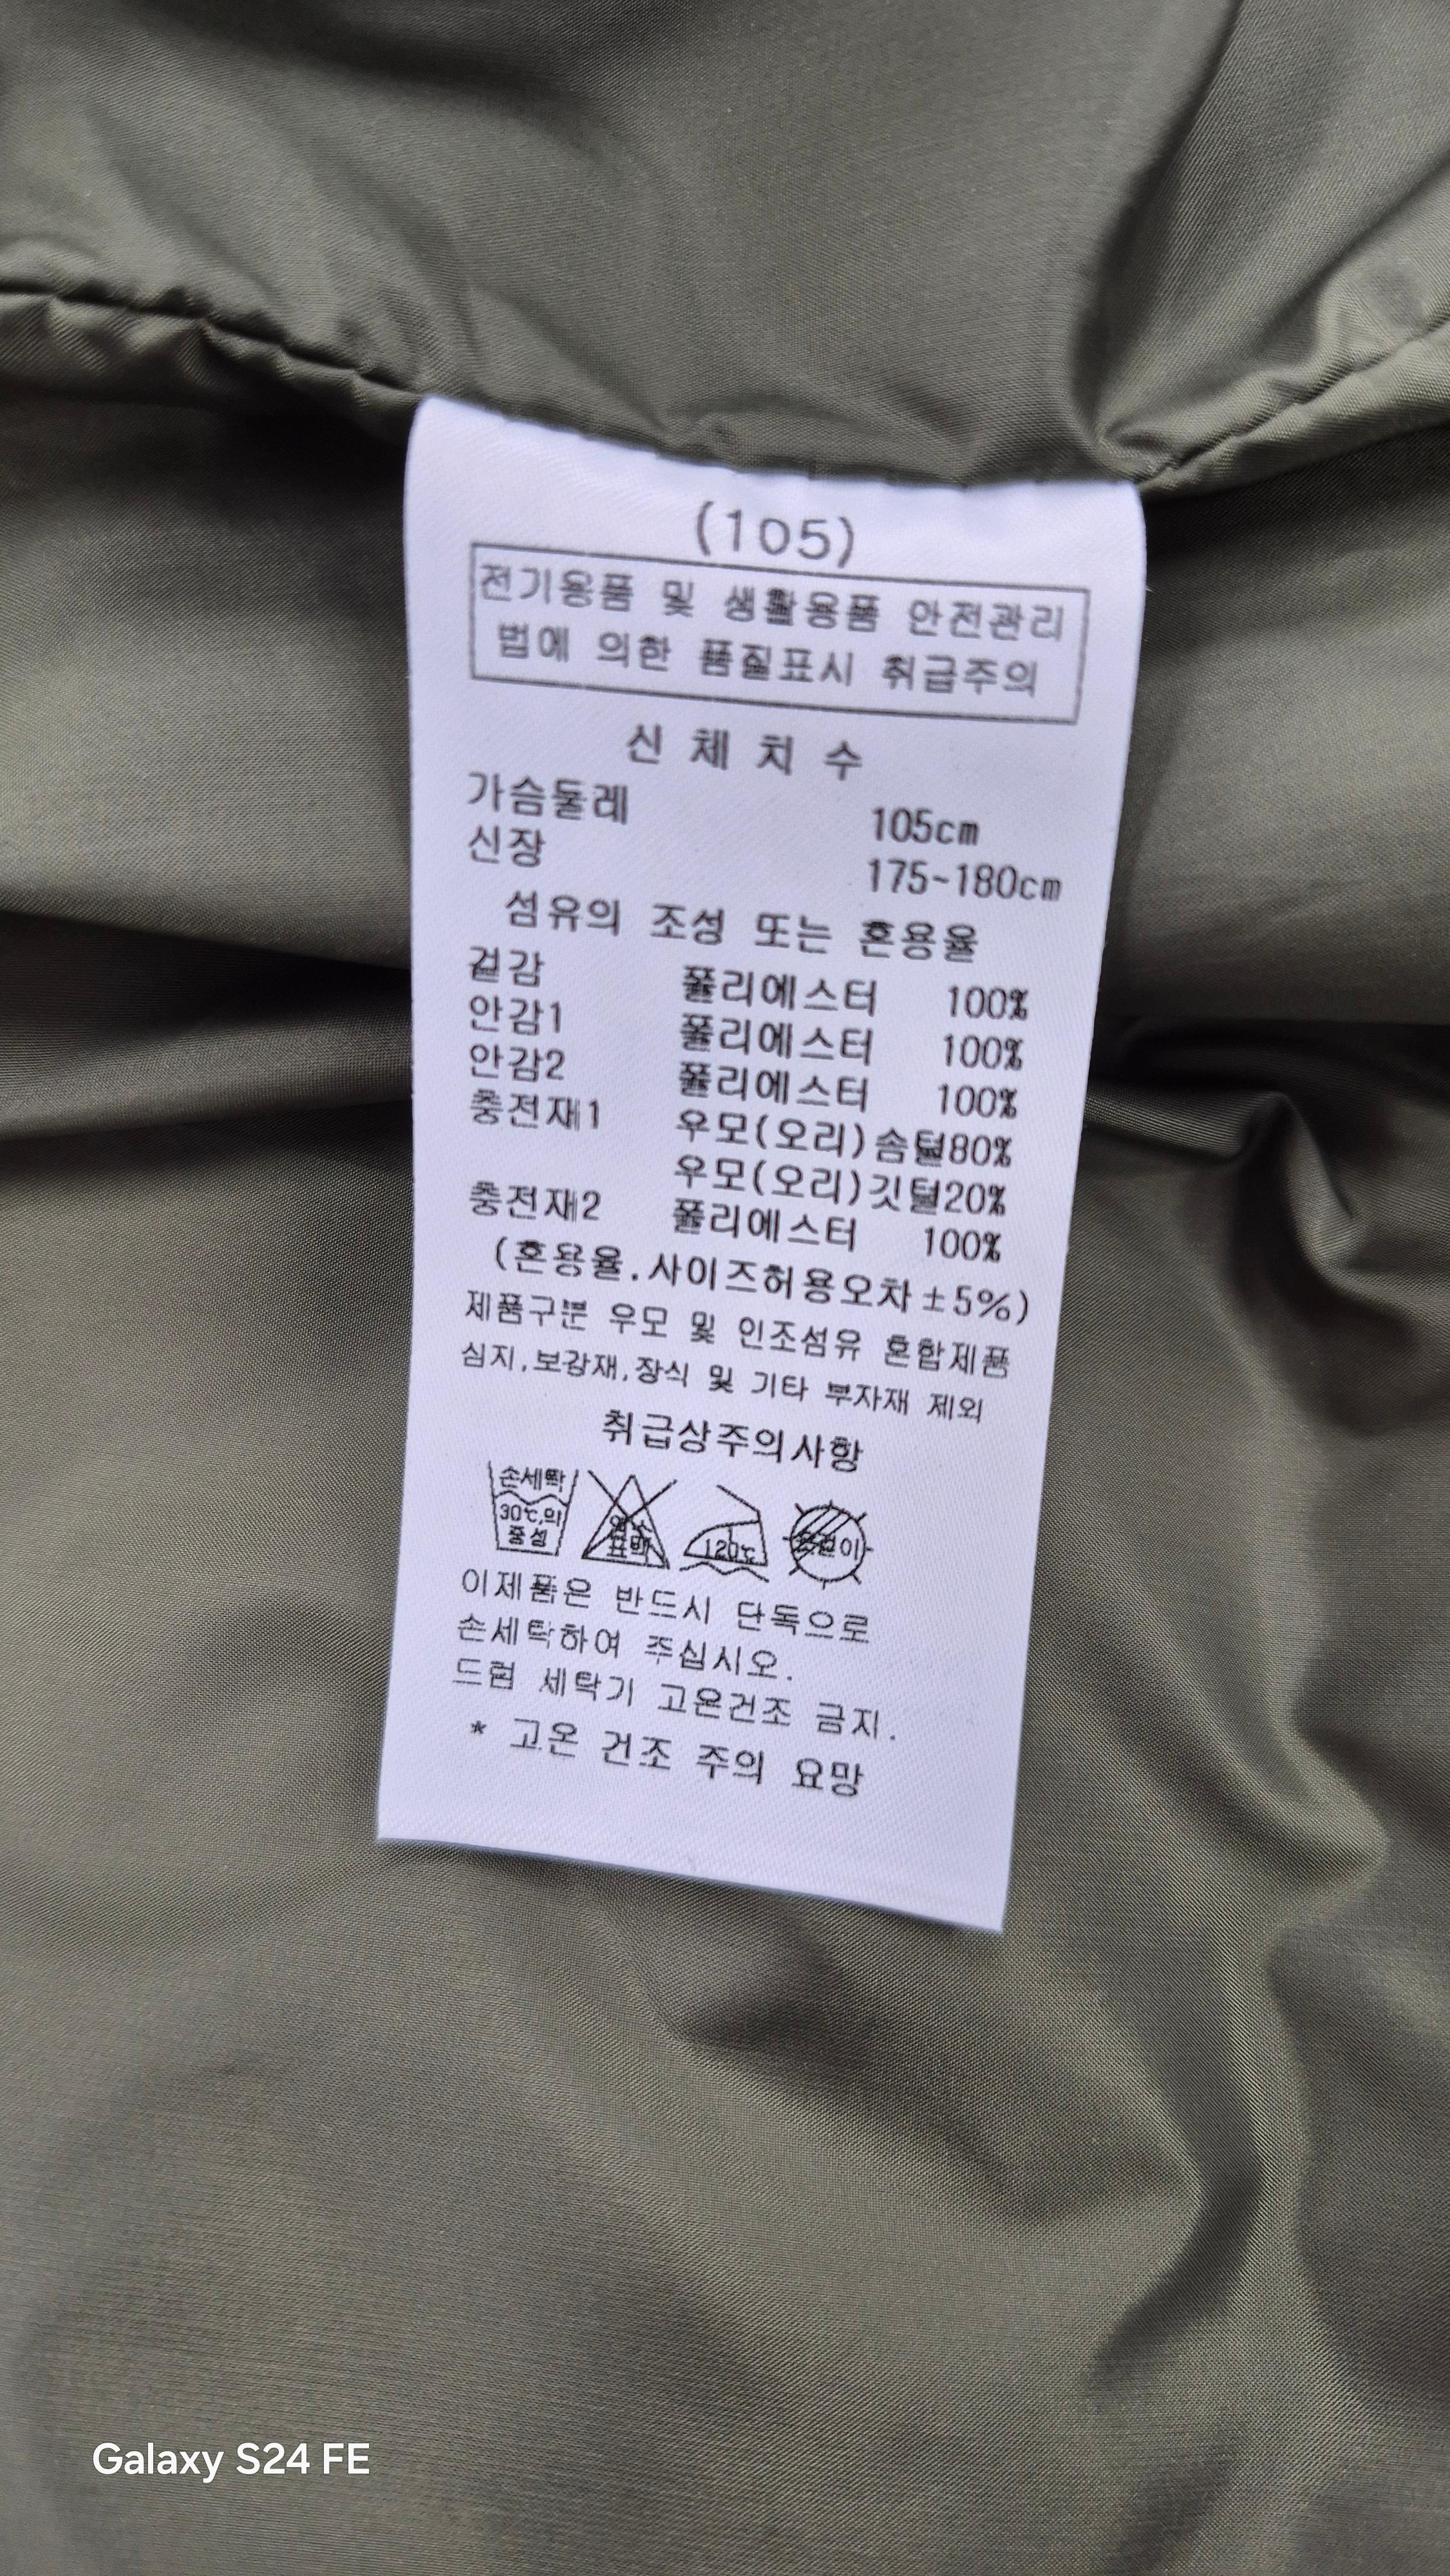 (105)
전기용품 및 생활용품 안전관리
법에 의한 품질표시 취급주의
신 체 치 수
가슴둘레 105cm
신장 175~180cm
섬유의 조성 또는 혼용율
겉감 폴리에스터 100%
안감1 폴리에스터 100%
안감2 폴리에스터 100%
충전재1 우모(오리)솜털80%
우모(오리)깃털20%
충전재2 폴리에스터 100%
(혼용율.사이즈허용오차±5%)
제품구분 우모 및 인조섬유 혼합제품
심지,보강재,장식 및 기타 부자재 제외
취급상주의사항
손세탁
30℃,의
중성
염소
표백
120℃
옷걸이
이제품은 반드시 단독으로
손세탁하여 주십시오.
드럼 세탁기 고온건조 금지.
* 고온 건조 주의 요망
Galaxy S24 FE